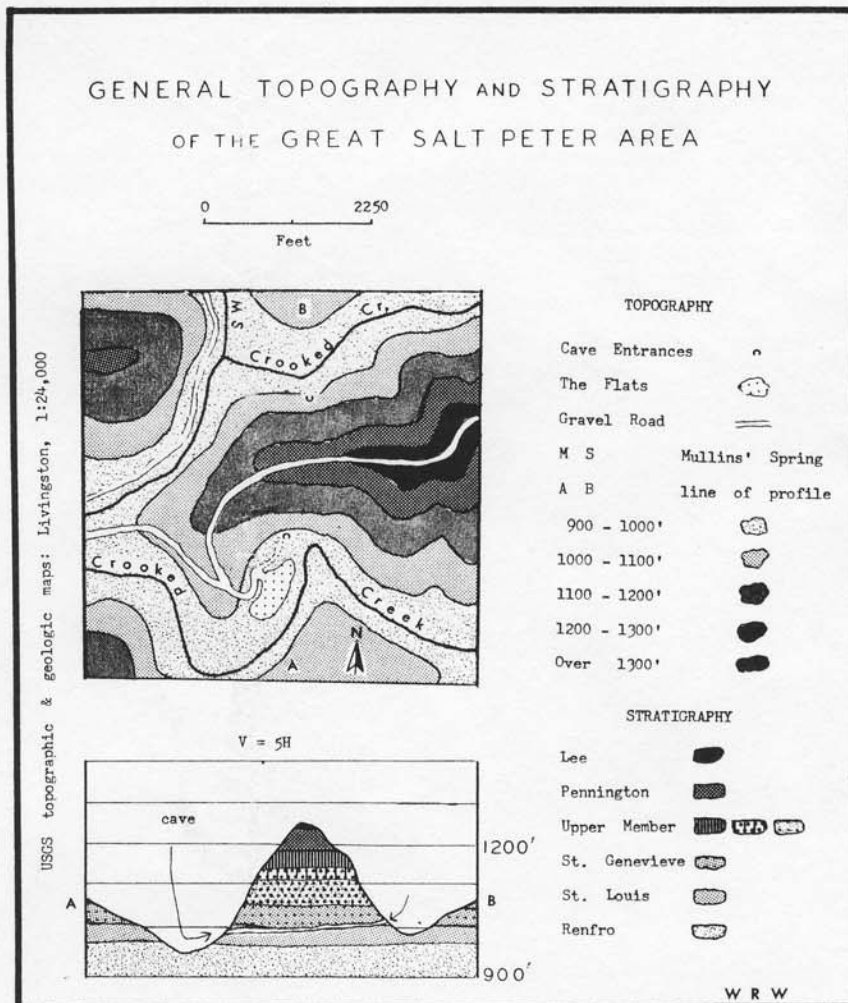 GENERAL TOPOGRAPHY AND STRATIGRAPHY
OF THE GREAT SALT PETER AREA
0 2250
Feet
USGS topographic & geologic maps: Livingston, 1:24,000
M S
B
Crooked Cr.
Crooked Creek
A
N
TOPOGRAPHY
Cave Entrances
The Flats
Gravel Road
M S Mullins' Spring
A B line of profile
900 - 1000'
1000 - 1100'
1100 - 1200'
1200 - 1300'
Over 1300'
STRATIGRAPHY
Lee
Pennington
Upper Member
St. Genevieve
St. Louis
Renfro
V = 5H
cave
1200'
A
B
900'
W R W